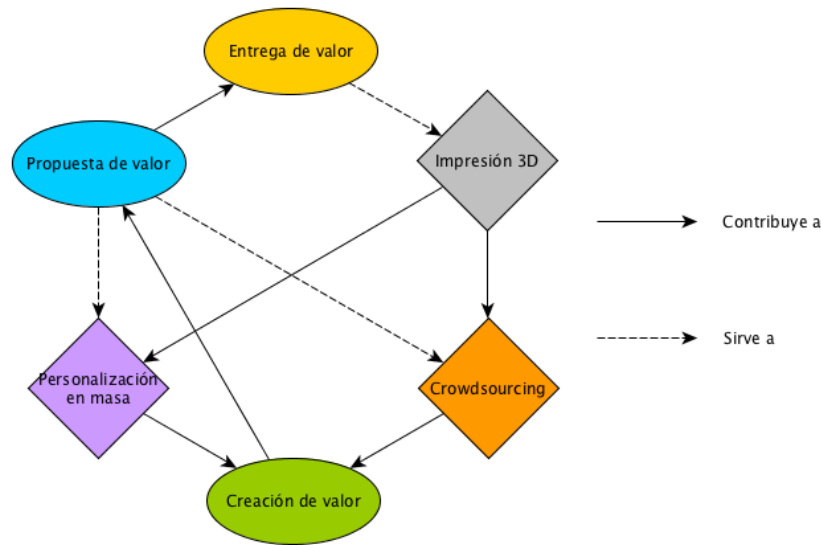 Entrega de valor
Propuesta de valor
Impresión 3D
Contribuye a
Sirve a
Personalización
en masa
Crowdsourcing
Creación de valor